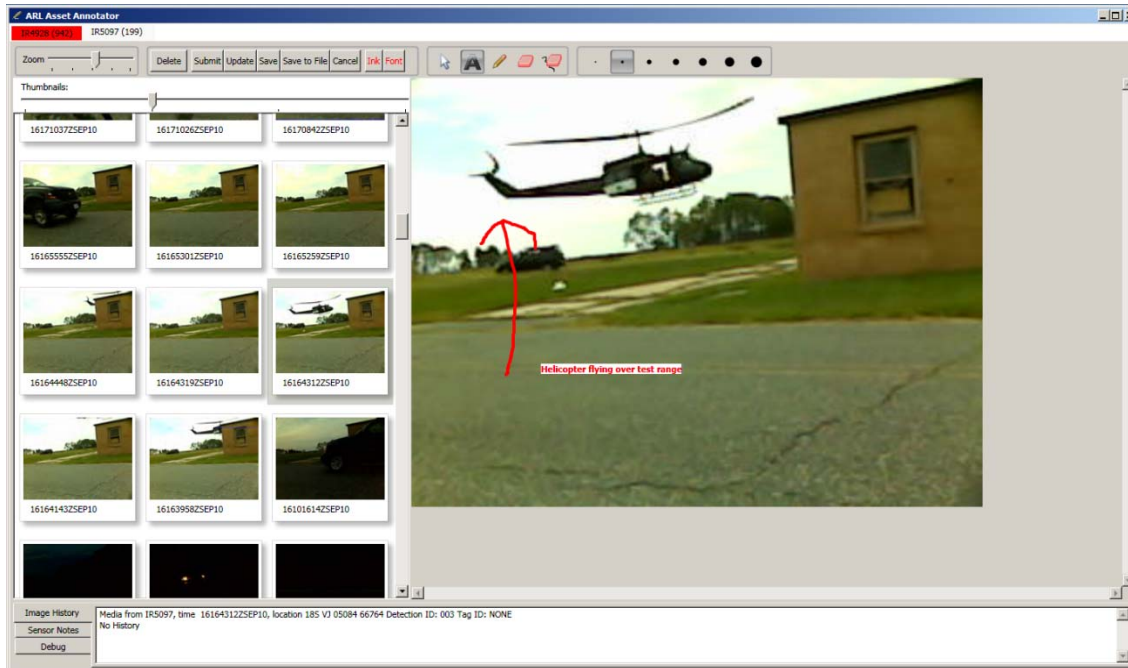 ARL Asset Annotator
IR4928 (942) IR5097 (199)
Zoom Delete Submit Update Save Save to File Cancel Ink Font A
Thumbnails:
16171037ZSEP10 16171026ZSEP10 16170842ZSEP10
16165555ZSEP10 16165301ZSEP10 16165259ZSEP10
16164448ZSEP10 16164319ZSEP10 16164312ZSEP10
Helicopter flying over test range
16164143ZSEP10 16163958ZSEP10 16101614ZSEP10
Image History
Sensor Notes
Debug
Media from IR5097, time 16164312ZSEP10, location 18S VJ 05084 66764 Detection ID: 003 Tag ID: NONE
No History